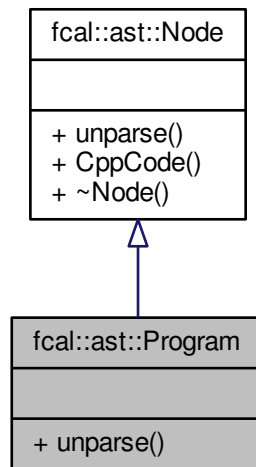 fcal::ast::Node
+ unparse()
+ CppCode()
+ ~Node()
fcal::ast::Program
+ unparse()